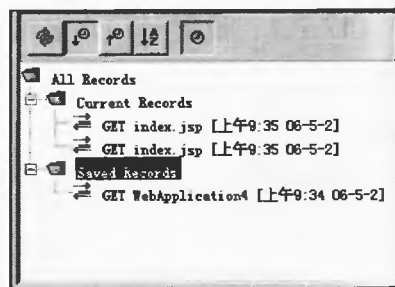 All Records
Current Records
GET index.jsp [上午9:35 06-5-2]
GET index.jsp [上午9:35 06-5-2]
Saved Records
GET WebApplication4 [上午9:34 06-5-2]